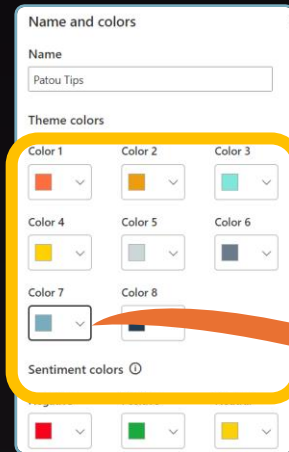 Name and colors
Name
Patou Tips
Theme colors
Color 1 Color 2 Color 3
Color 4 Color 5 Color 6
Color 7 Color 8
Sentiment colors ⓘ